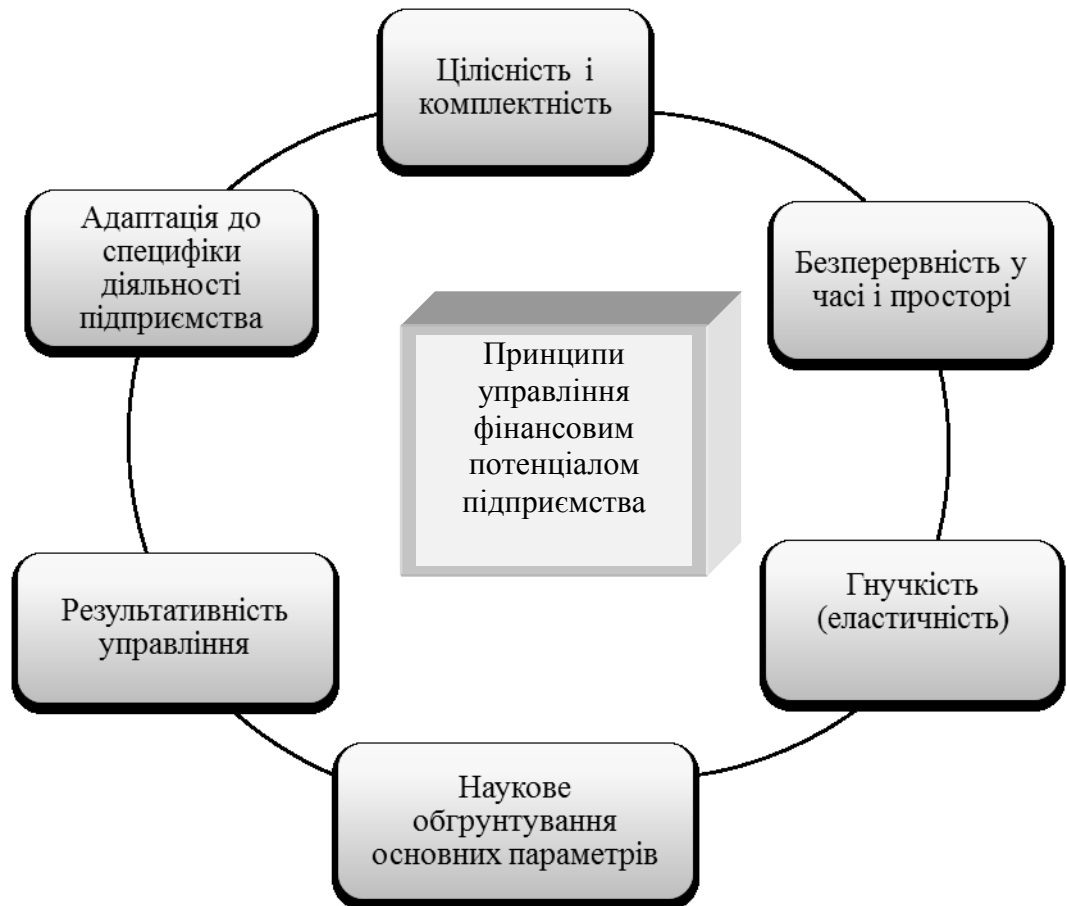 Цілісність і
комплектність
Адаптація до
специфіки
діяльності
підприємства
Безперервність у
часі і просторі
Принципи
управління
фінансовим
потенціалом
підприємства
Результативність
управління
Гнучкість
(еластичність)
Наукове
обгрунтування
основних параметрів